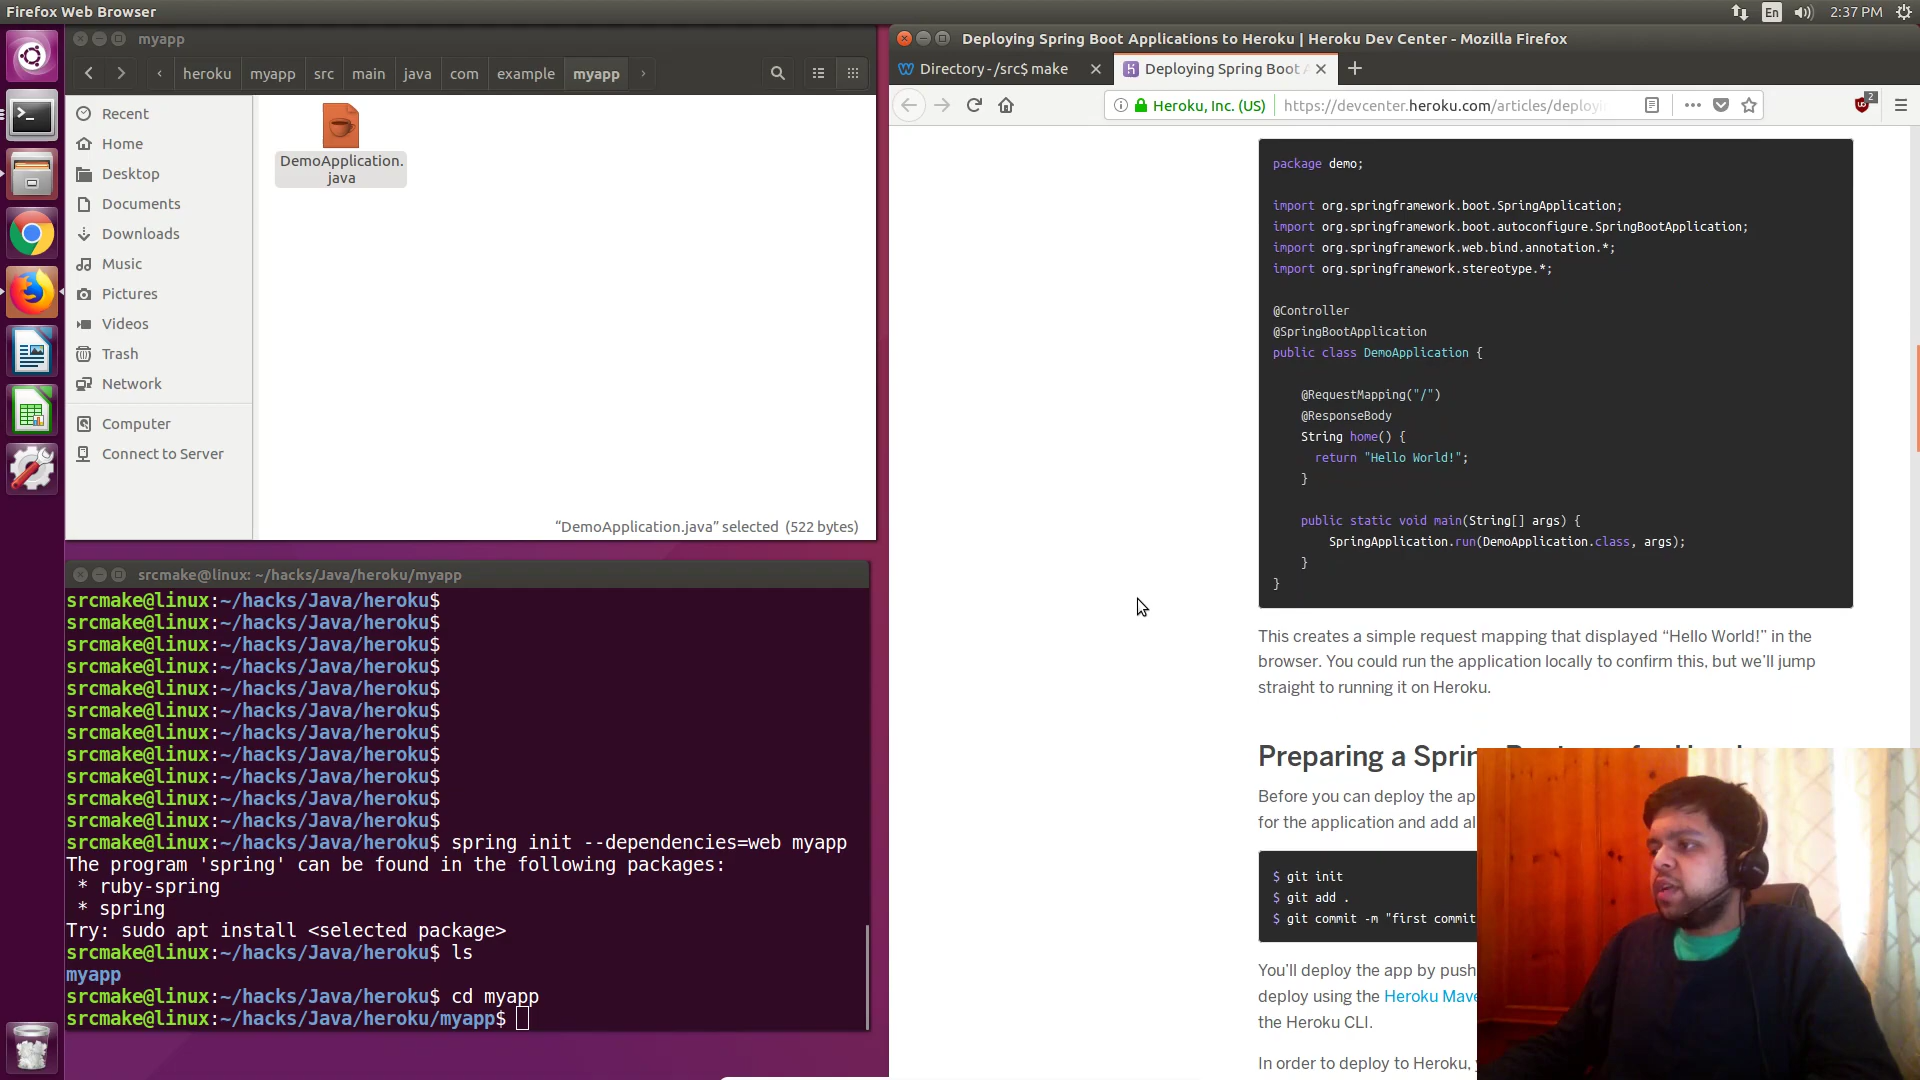 Firefox Web Browser
En
2:37 PM
myapp
heroku myapp src main java com example myapp
Recent
Home
Desktop
Documents
Downloads
Music
Pictures
Videos
Trash
Network
Computer
Connect to Server
DemoApplication.
java
"DemoApplication.java" selected (522 bytes)
srcmake@linux: ~/hacks/Java/heroku/myapp
srcmake@linux:~/hacks/Java/heroku$
srcmake@linux:~/hacks/Java/heroku$
srcmake@linux:~/hacks/Java/heroku$
srcmake@linux:~/hacks/Java/heroku$
srcmake@linux:~/hacks/Java/heroku$
srcmake@linux:~/hacks/Java/heroku$
srcmake@linux:~/hacks/Java/heroku$
srcmake@linux:~/hacks/Java/heroku$
srcmake@linux:~/hacks/Java/heroku$
srcmake@linux:~/hacks/Java/heroku$
srcmake@linux:~/hacks/Java/heroku$
srcmake@linux:~/hacks/Java/heroku$ spring init --dependencies=web myapp
The program 'spring' can be found in the following packages:
* ruby-spring
* spring
Try: sudo apt install <selected package>
srcmake@linux:~/hacks/Java/heroku$ ls
myapp
srcmake@linux:~/hacks/Java/heroku$ cd myapp
srcmake@linux:~/hacks/Java/heroku/myapp$
Deploying Spring Boot Applications to Heroku | Heroku Dev Center - Mozilla Firefox
Directory - /src$ make
Deploying Spring Boot
Heroku, Inc. (US)
https://devcenter.heroku.com/articles/deployi
2
package demo;
import org.springframework.boot.SpringApplication;
import org.springframework.boot.autoconfigure.SpringBootApplication;
import org.springframework.web.bind.annotation.*;
import org.springframework.stereotype.*;
@Controller
@SpringBootApplication
public class DemoApplication {
@RequestMapping("/")
@ResponseBody
String home() {
return "Hello World!";
}
public static void main(String[] args) {
SpringApplication.run(DemoApplication.class, args);
}
}
This creates a simple request mapping that displayed “Hello World!” in the
browser. You could run the application locally to confirm this, but we’ll jump
straight to running it on Heroku.
Preparing a Sprin
Before you can deploy the ap
for the application and add al
$ git init
$ git add .
$ git commit -m "first commit
You’ll deploy the app by push
deploy using the Heroku Mave
the Heroku CLI.
In order to deploy to Heroku,